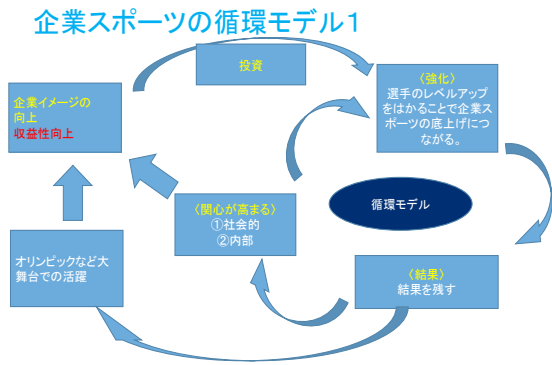 企業スポーツの循環モデル1
投資
企業イメージの
向上
収益性向上
〈強化〉
選手のレベルアップ
をはかることで企業ス
ポーツの底上げにつ
ながる。
〈関心が高まる〉
①社会的
②内部
循環モデル
オリンピックなど大
舞台での活躍
〈結果〉
結果を残す